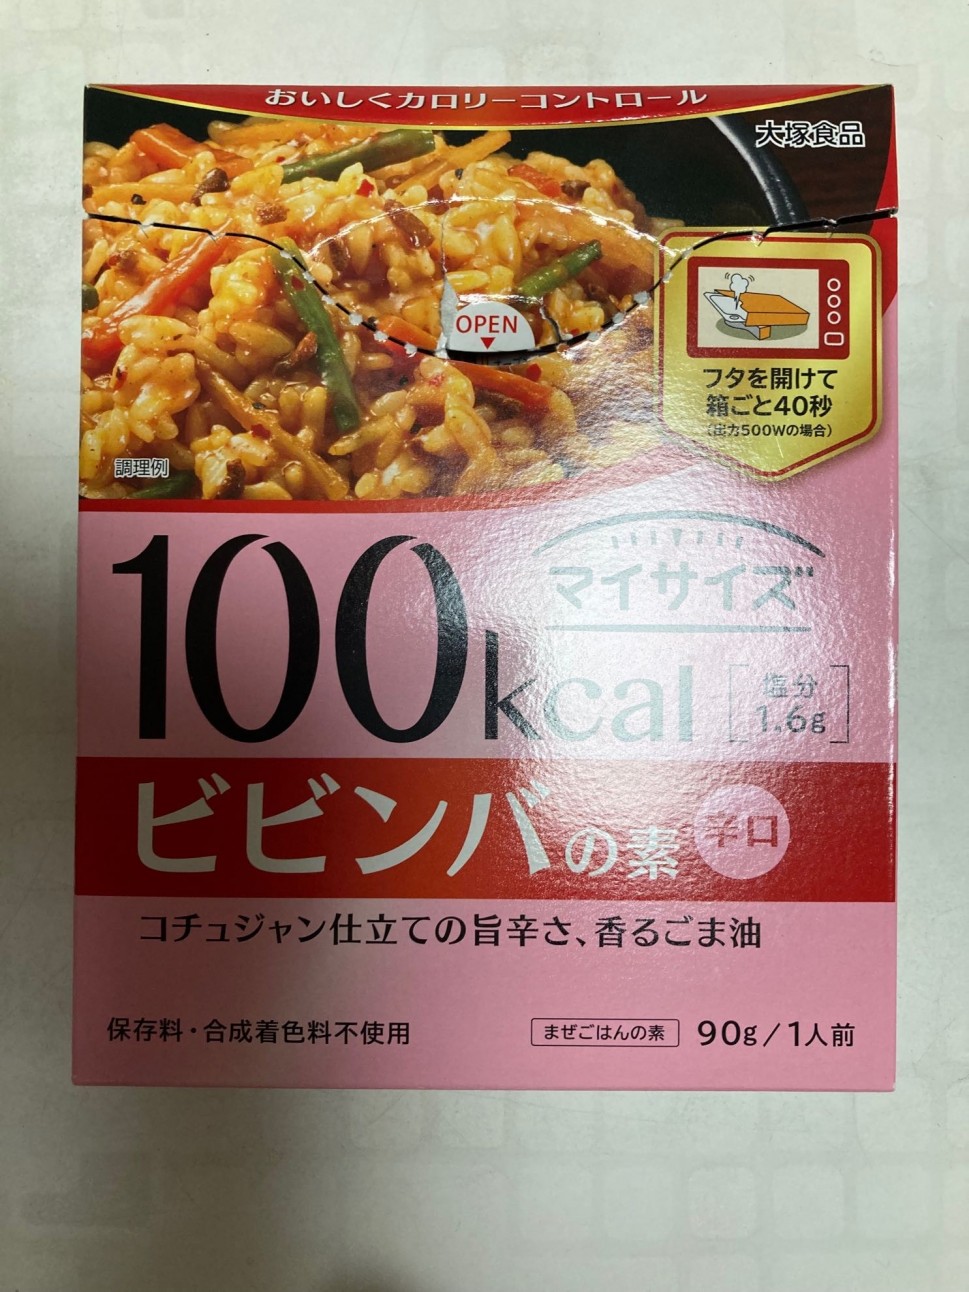 おいしくカロリーコントロール
大塚食品
OPEN
フタを開けて
箱ごと40秒
(出力500Wの場合)
調理例
マイサイズ
100kcal
塩分
1.6g
ビビンバの素 辛口
コチュジャン仕立ての旨辛さ、香るごま油
保存料・合成着色料不使用
まぜごはんの素 90g/1人前